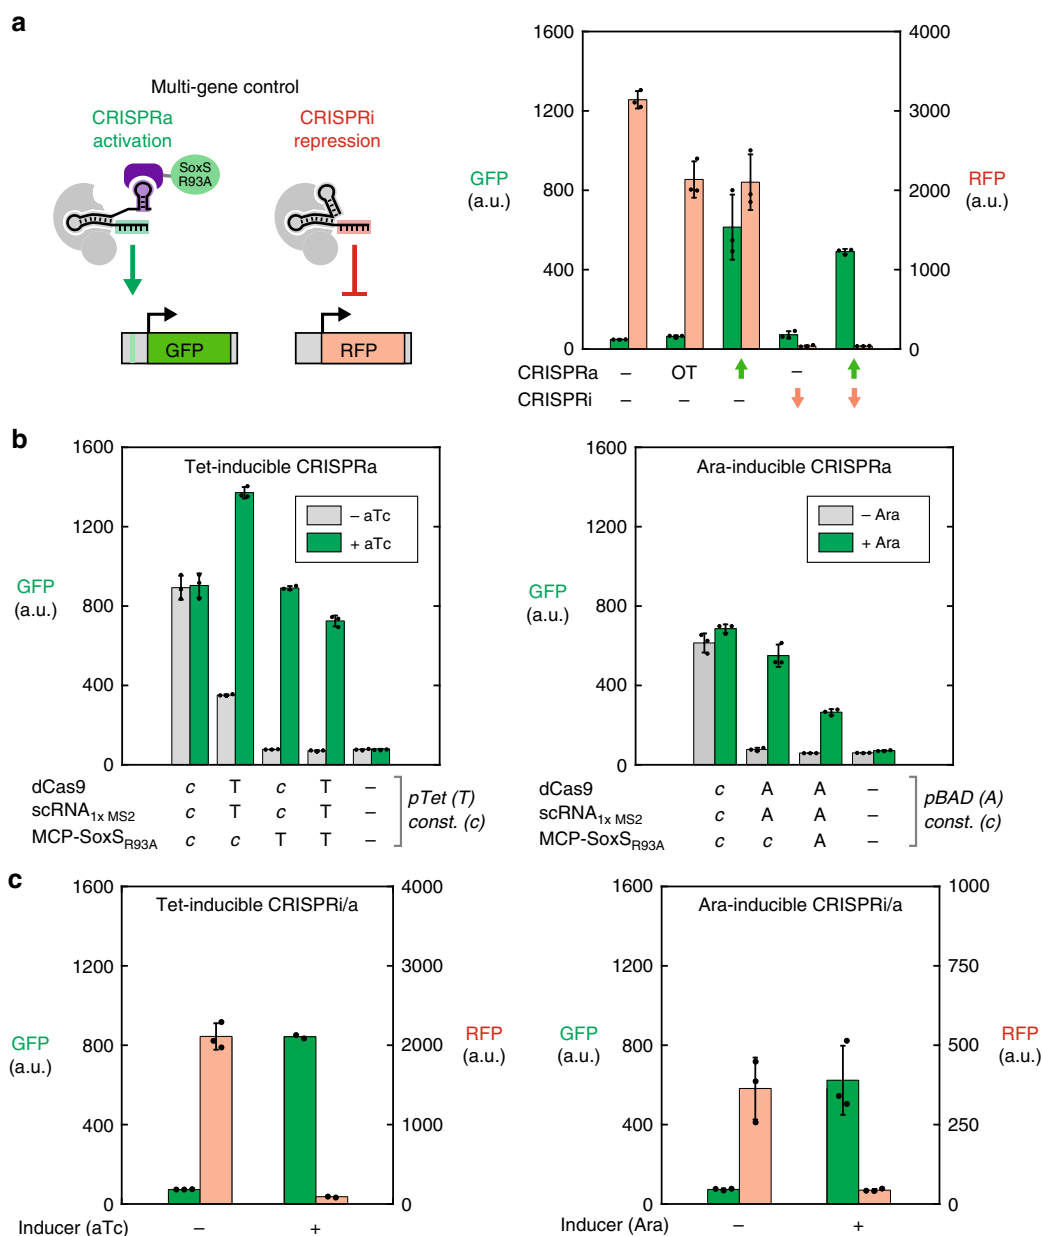 a
Multi-gene control
CRISPRa
activation
CRISPRi
repression
SoxS
R93A
GFP
RFP
1600
1200
800
400
0
GFP
(a.u.)
4000
3000
2000
1000
0
RFP
(a.u.)
CRISPRa – OT –
CRISPRi – – –
b
Tet-inducible CRISPRa
– aTc
+ aTc
1600
1200
800
400
0
GFP
(a.u.)
dCas9 c T c T –
scRNA1x MS2 c T c T –
MCP-SoxSR93A c c T T –
pTet (T)
const. (c)
Ara-inducible CRISPRa
– Ara
+ Ara
1600
1200
800
400
0
GFP
(a.u.)
dCas9 c A A –
scRNA1x MS2 c A A –
MCP-SoxSR93A c c A –
pBAD (A)
const. (c)
c
Tet-inducible CRISPRi/a
1600
1200
800
400
0
GFP
(a.u.)
4000
3000
2000
1000
0
RFP
(a.u.)
Inducer (aTc) – +
Ara-inducible CRISPRi/a
1600
1200
800
400
0
GFP
(a.u.)
1000
750
500
250
0
RFP
(a.u.)
Inducer (Ara) – +